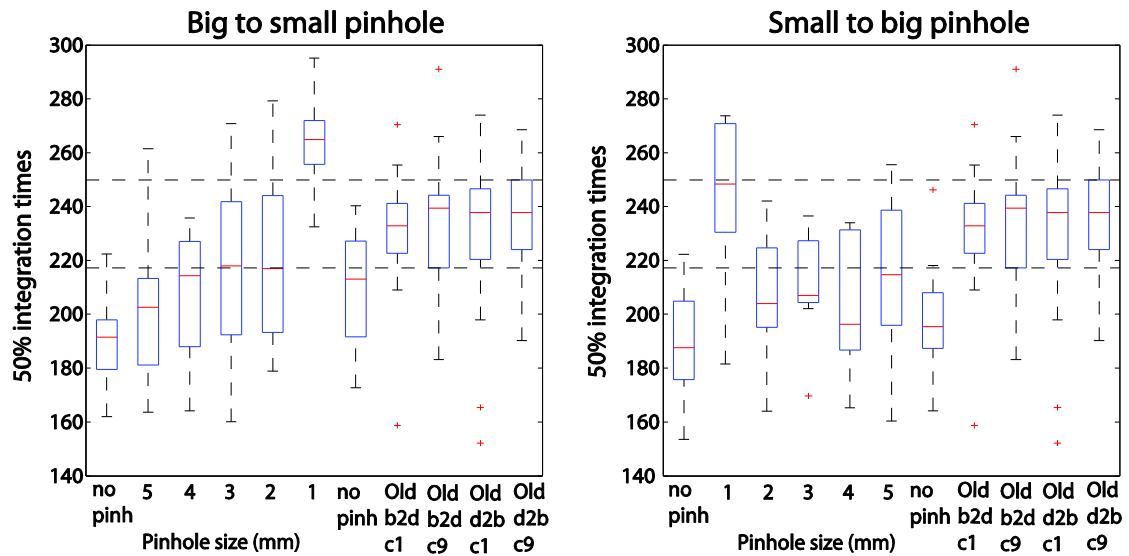 Big to small pinhole
300
280
260
240
220
200
180
160
140
50% integration times
no 5 4 3 2 1 no Old Old Old Old
pinh pinh b2d b2d d2b d2b
Pinhole size (mm) c1 c9 c1 c9
Small to big pinhole
300
280
260
240
220
200
180
160
140
50% integration times
no 1 2 3 4 5 no Old Old Old Old
pinh pinh b2d b2d d2b d2b
Pinhole size (mm) c1 c9 c1 c9